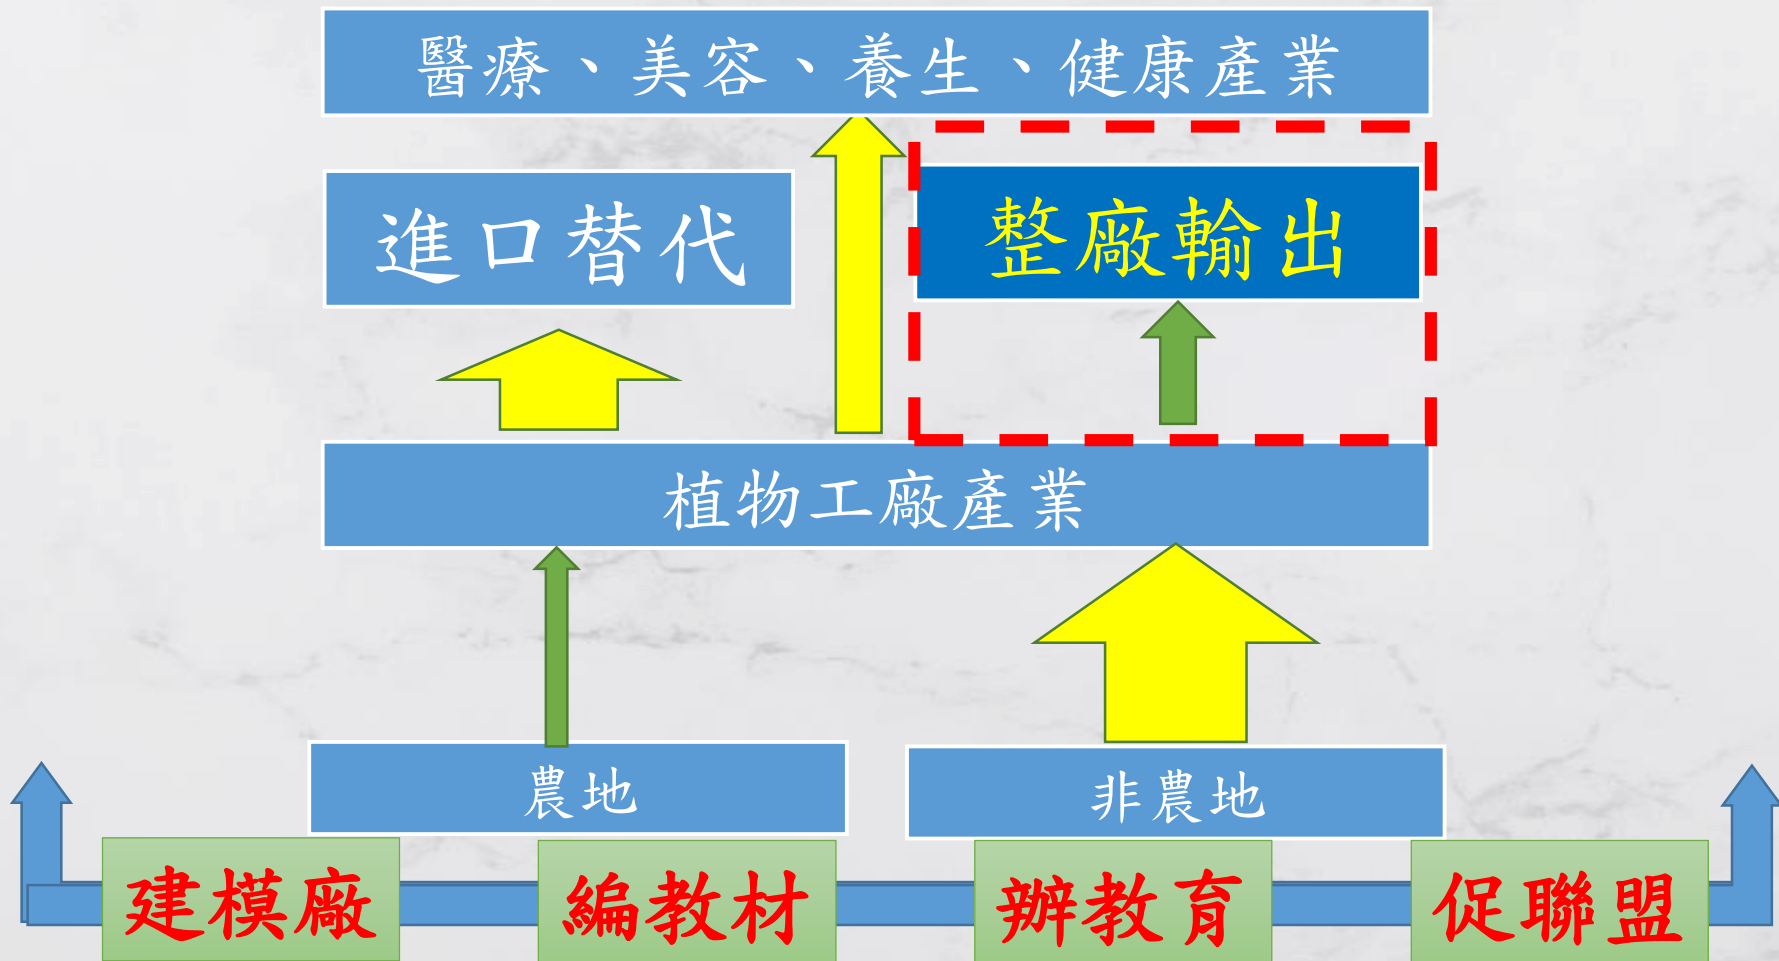 醫療、美容、養生、健康產業
進口替代
整廠輸出
植物工廠產業
農地
非農地
建模廠
編教材
辦教育
促聯盟